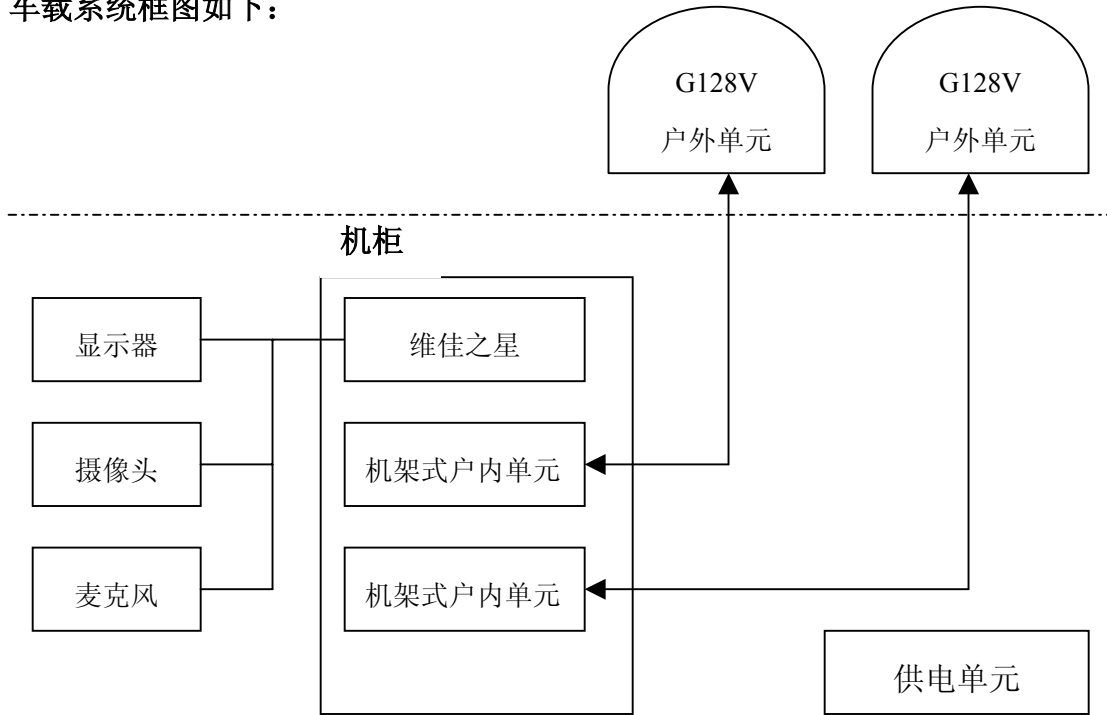 车载系统框图如下：
G128V
户外单元
G128V
户外单元
机柜
显示器
维佳之星
摄像头
机架式户内单元
麦克风
机架式户内单元
供电单元